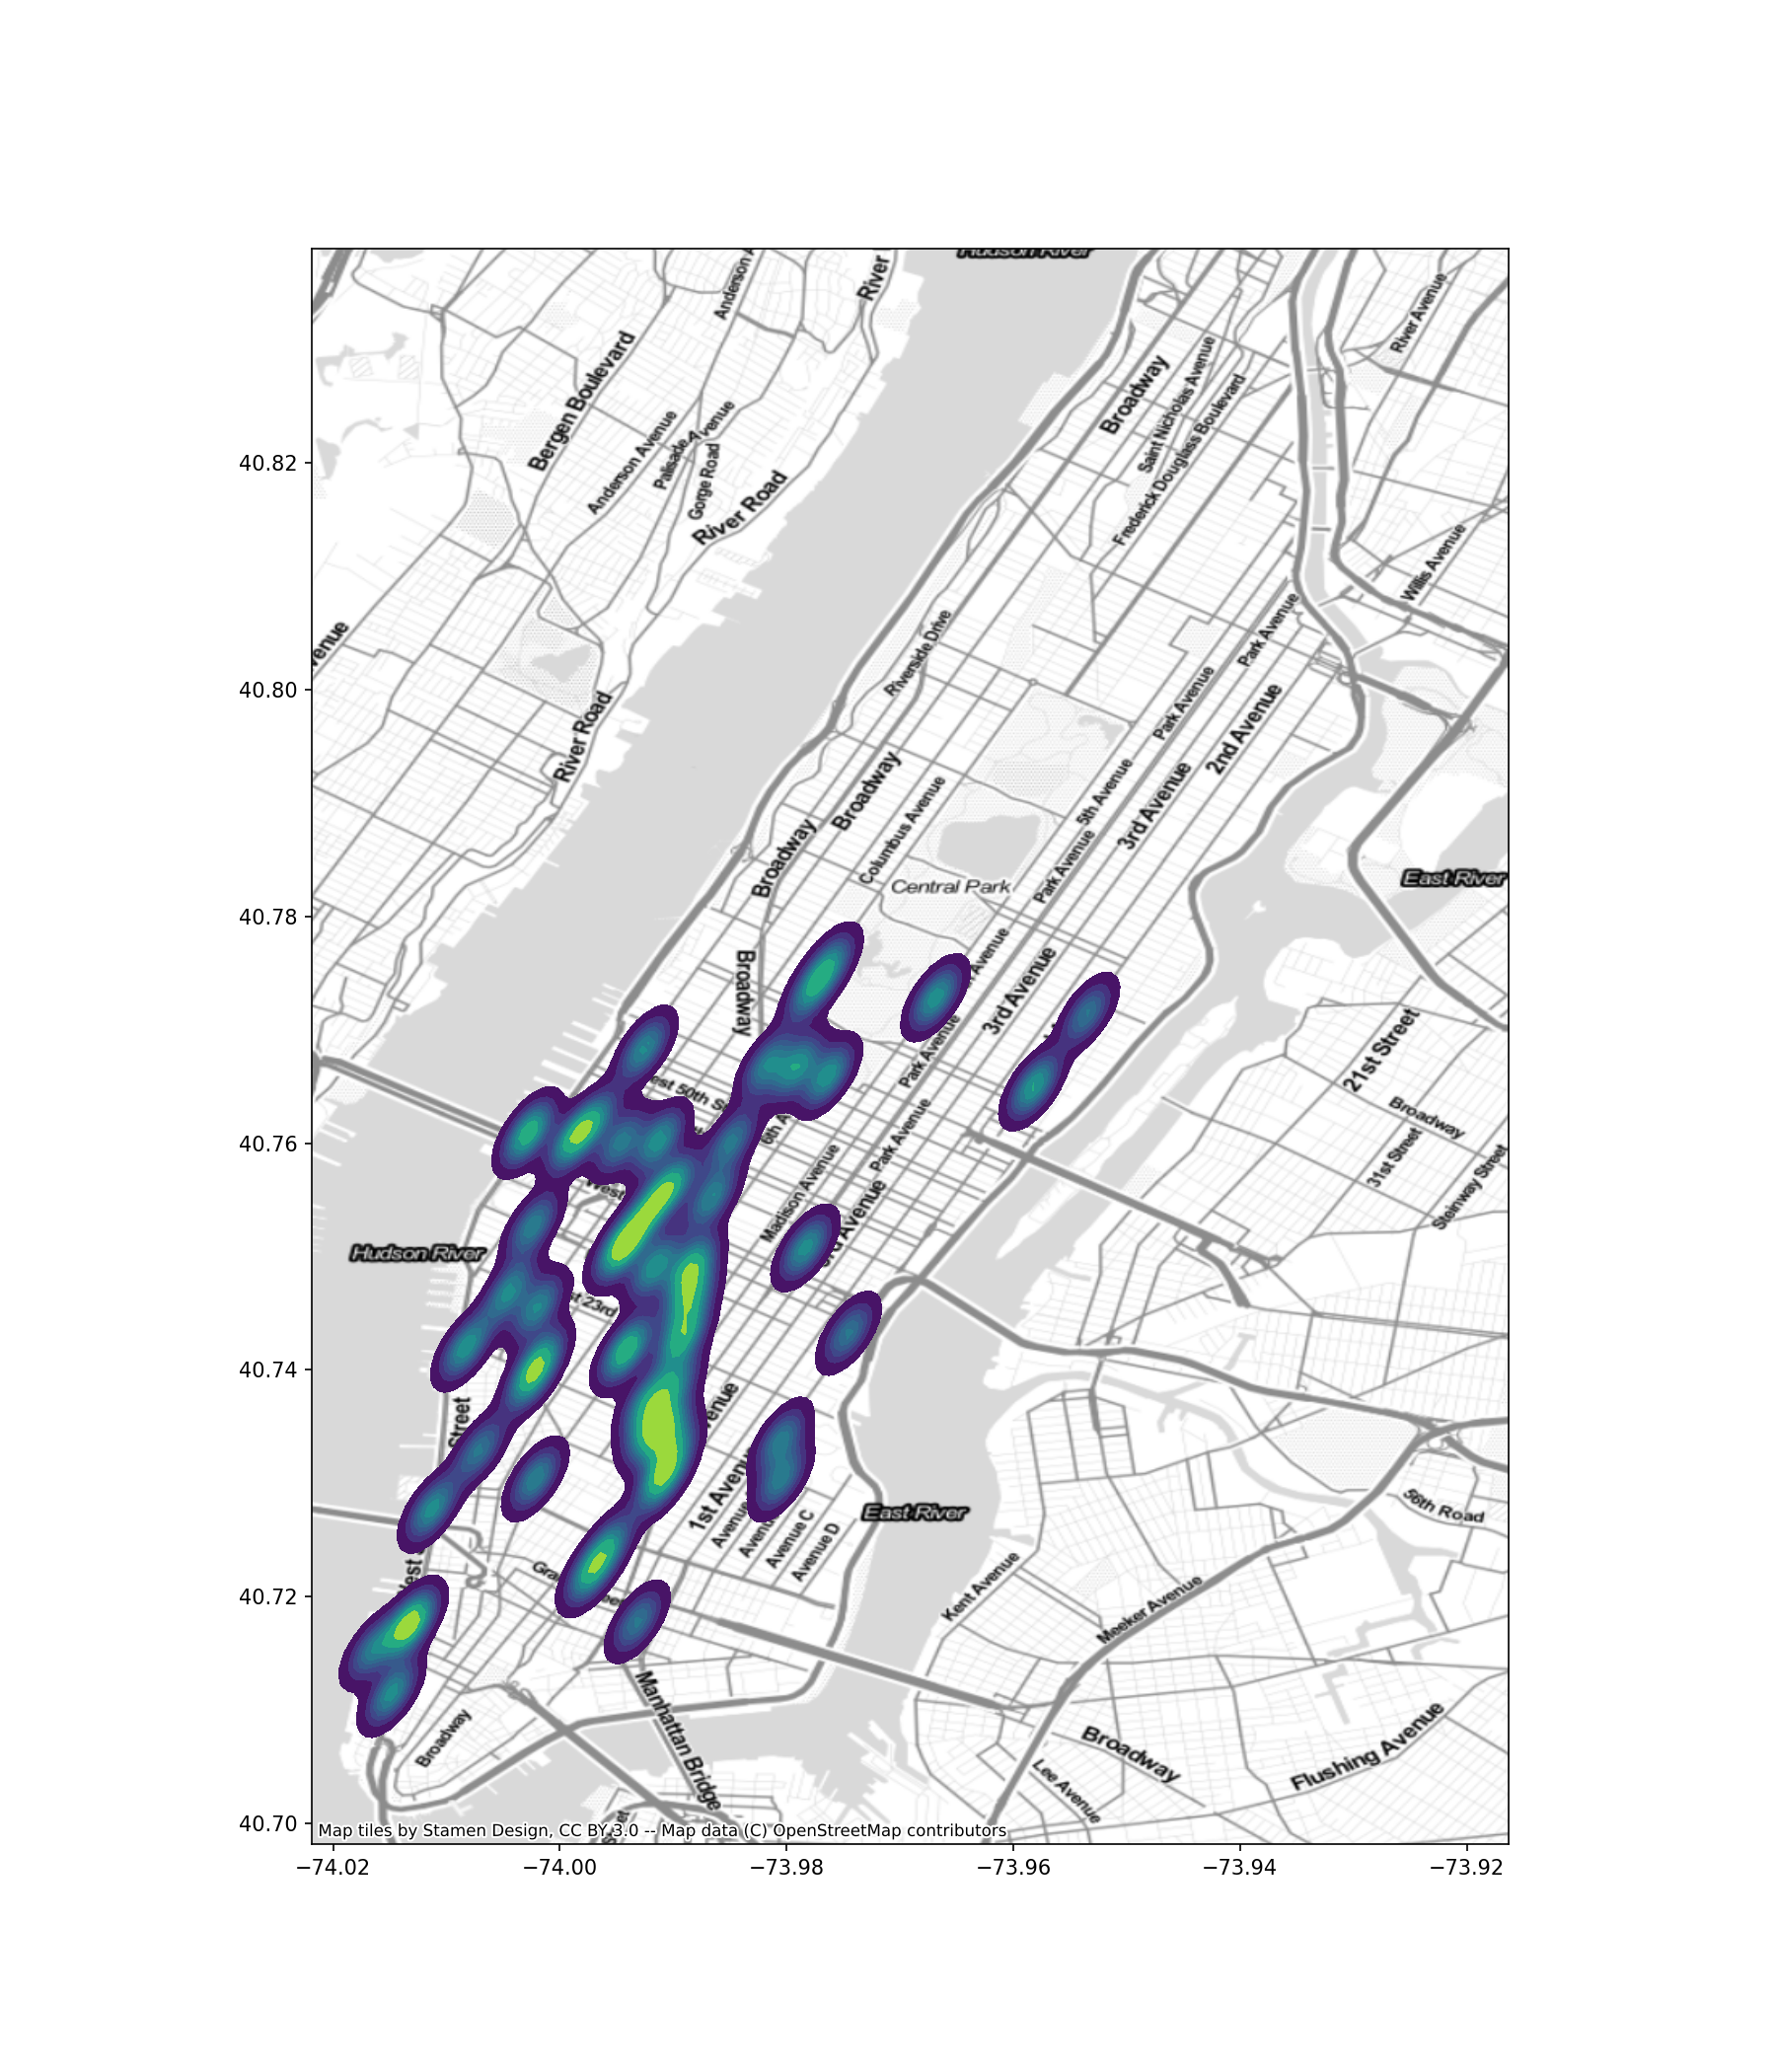 Hudson River
Anderson A
River
River Avenue
Bergen Boulevard
Broadway
Saint Nicholas Avenue
Frederick Douglass Boulevard
Anderson Avenue
Palisade Avenue
Gorge Road
River Road
40.82
Willis Avenue
venue
Riverside Drive
Park Avenue
River Road
Park Avenue
2nd Avenue
40.80
Broadway
Columbus Avenue
5th Avenue
3rd Avenue
Broadway
Park Avenue
Central Park
East River
40.78
Broadway
Avenue
3rd Avenue
Park Avenue
21st Street
est 50th S
6th A
Park Avenue
Broadway
31st Street
Steinway Street
40.76
West
Madison Avenue
3rd Avenue
Hudson River
st 23rd
40.74
Street
venue
1st Avenue
Avenue
Avenu
Avenue C
Avenue D
East River
56th Road
est
Gra
Kent Avenue
Meeker Avenue
40.72
Manhattan Bridge
Broadway
Broadway
Lee Avenue
Flushing Avenue
40.70
Map tiles by Stamen Design, CC BY 3.0 -- Map data (C) OpenStreetMap contributors
−74.02 −74.00 −73.98 −73.96 −73.94 −73.92